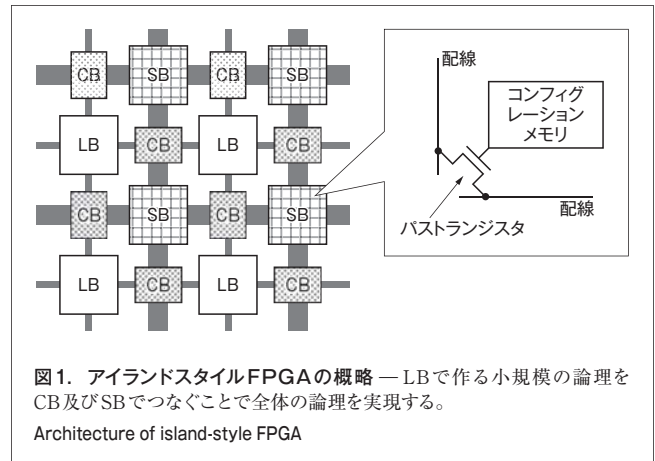 CB SB CB SB
LB CB LB CB
CB SB CB SB
LB CB LB CB
配線
コンフィグ
レーション
メモリ
配線
パストランジスタ
図1. アイランドスタイルFPGAの概略 — LBで作る小規模の論理を
CB及びSBでつなぐことで全体の論理を実現する。
Architecture of island-style FPGA